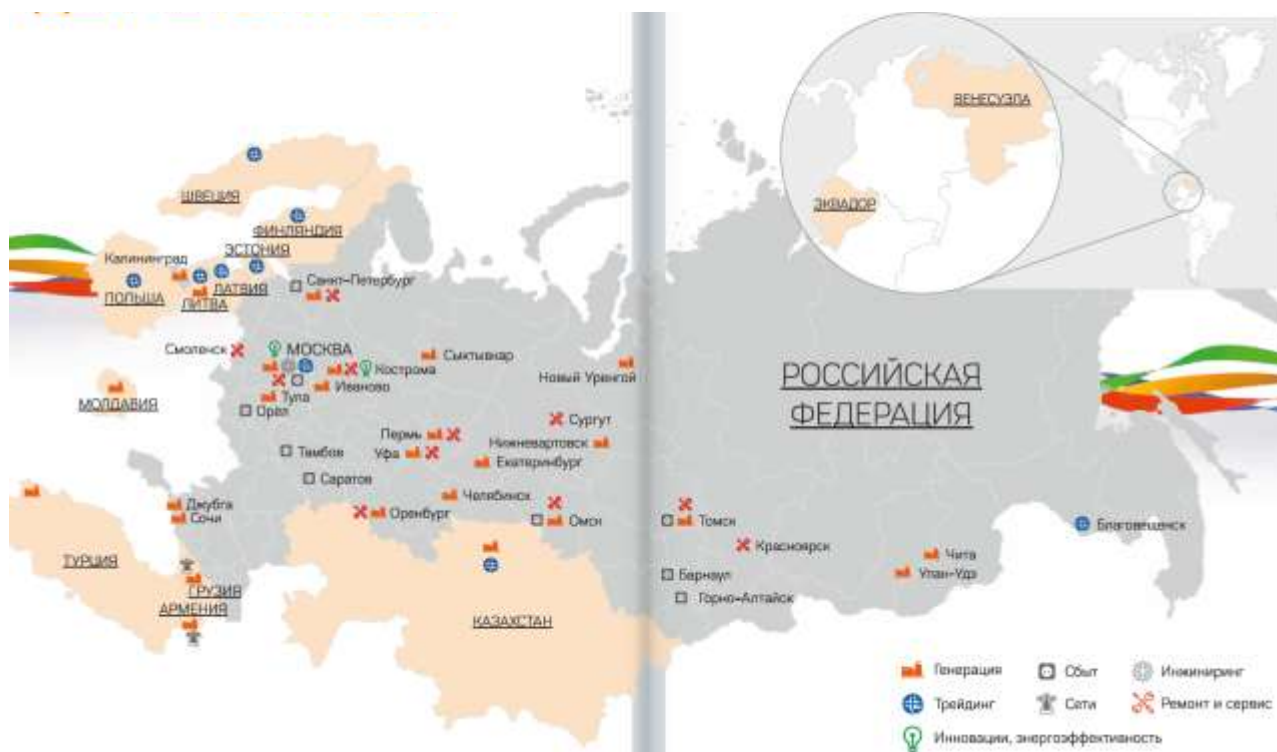 ВЕНЕСУЭЛА
ЭКВАДОР
ШВЕЦИЯ
ФИНЛЯНДИЯ
ЭСТОНИЯ
Калининград
ЛАТВИЯ
ПОЛЬША
ЛИТВА
Санкт-Петербург
Смоленск
МОСКВА
Кострома
Сыктывкар
Новый Уренгой
РОССИЙСКАЯ
ФЕДЕРАЦИЯ
Иваново
Тула
МОЛДАВИЯ
Орёл
Сургут
Пермь
Нижневартовск
Тамбов
Уфа
Екатеринбург
Саратов
Челябинск
Джубга
Сочи
Оренбург
Омск
Томск
Благовещенск
Красноярск
ТУРЦИЯ
Чита
Барнаул
Улан-Удэ
ГРУЗИЯ
АРМЕНИЯ
Горно-Алтайск
КАЗАХСТАН
Генерация
Сбыт
Инжиниринг
Трейдинг
Сети
Ремонт и сервис
Инновации, энергоэффективность